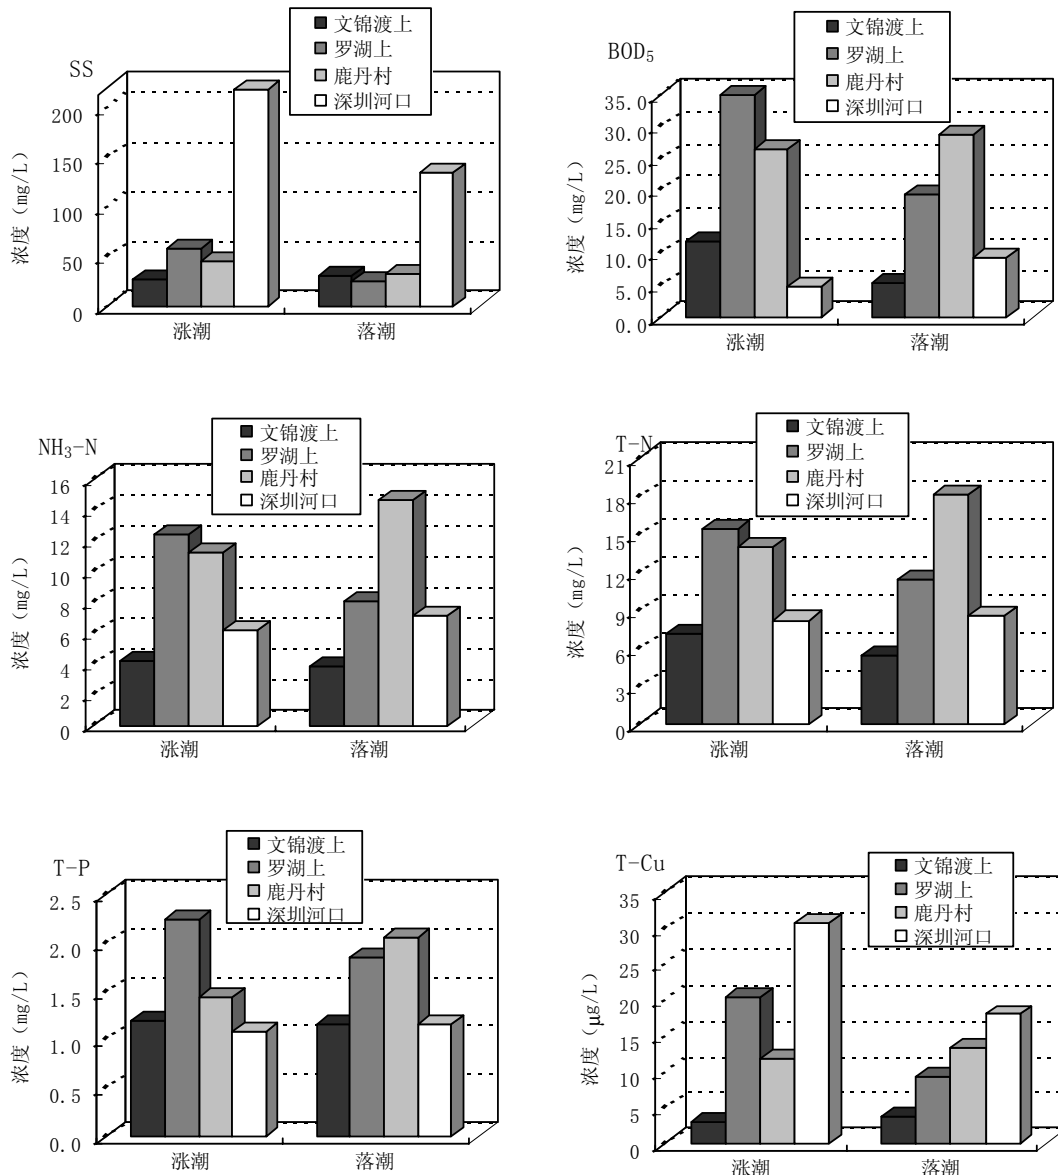 SS
文锦渡上
罗湖上
鹿丹村
深圳河口
浓度（mg/L）
200
150
100
50
0
涨潮
落潮
BOD₅
文锦渡上
罗湖上
鹿丹村
深圳河口
浓度（mg/L）
35.0
30.0
25.0
20.0
15.0
10.0
5.0
0.0
涨潮
落潮
NH₃-N
文锦渡上
罗湖上
鹿丹村
深圳河口
浓度（mg/L）
16
14
12
10
8
6
4
2
0
涨潮
落潮
T-N
文锦渡上
罗湖上
鹿丹村
深圳河口
浓度（mg/L）
21
18
15
12
9
6
3
0
涨潮
落潮
T-P
文锦渡上
罗湖上
鹿丹村
深圳河口
浓度（mg/L）
2.5
2.0
1.5
1.0
0.5
0.0
涨潮
落潮
T-Cu
文锦渡上
罗湖上
鹿丹村
深圳河口
浓度（μg/L）
35
30
25
20
15
10
5
0
涨潮
落潮